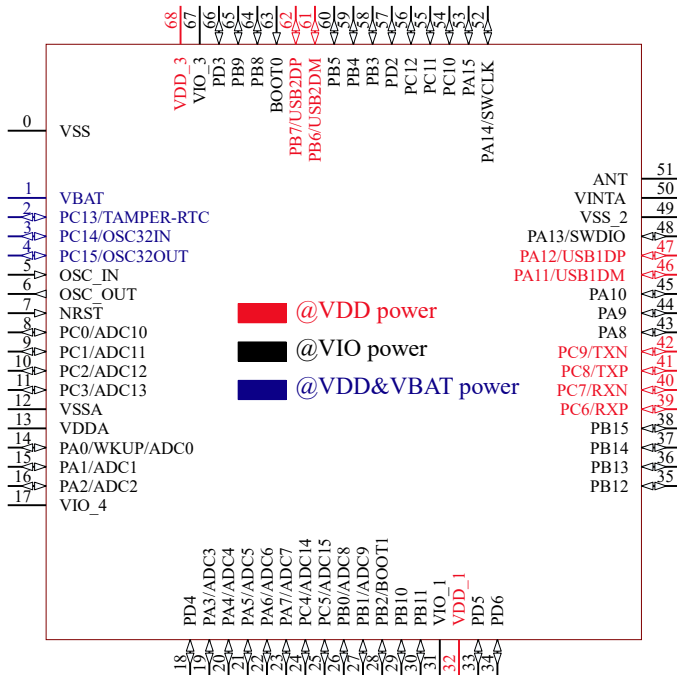 68 VDD_3
67 VIO_3
66 PD3
65 PB9
64 PB8
63 BOOT0
62 PB7/USB2DP
61 PB6/USB2DM
60 PB5
59 PB4
58 PB3
57 PD2
56 PC12
55 PC11
54 PC10
53 PA15
52 PA14/SWCLK
0 VSS
1 VBAT
2 PC13/TAMPER-RTC
3 PC14/OSC32IN
4 PC15/OSC32OUT
5 OSC_IN
6 OSC_OUT
7 NRST
8 PC0/ADC10
9 PC1/ADC11
10 PC2/ADC12
11 PC3/ADC13
12 VSSA
13 VDDA
14 PA0/WKUP/ADC0
15 PA1/ADC1
16 PA2/ADC2
17 VIO_4
@VDD power
@VIO power
@VDD&VBAT power
ANT 51
VINTA 50
VSS_2 49
PA13/SWDIO 48
PA12/USB1DP 47
PA11/USB1DM 46
PA10 45
PA9 44
PA8 43
PC9/TXN 42
PC8/TXP 41
PC7/RXN 40
PC6/RXP 39
PB15 38
PB14 37
PB13 36
PB12 35
18 PD4
19 PA3/ADC3
20 PA4/ADC4
21 PA5/ADC5
22 PA6/ADC6
23 PA7/ADC7
24 PC4/ADC14
25 PC5/ADC15
26 PB0/ADC8
27 PB1/ADC9
28 PB2/BOOT1
29 PB10
30 PB11
31 VIO_1
32 VDD_1
33 PD5
34 PD6